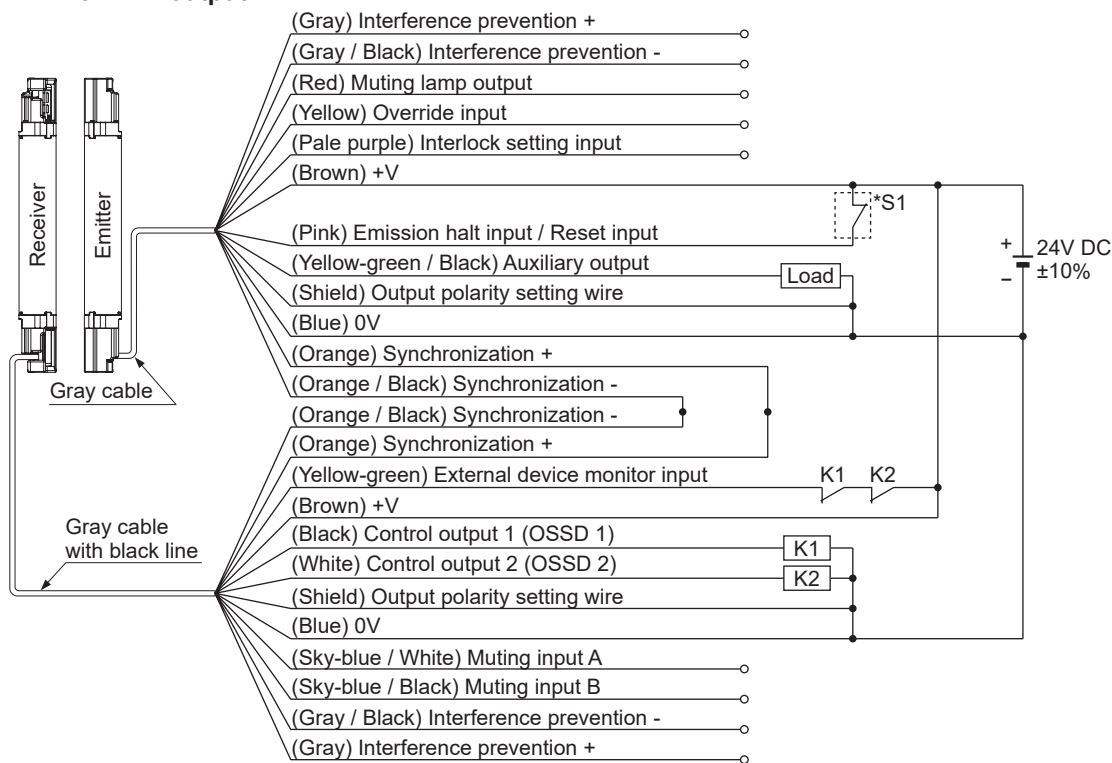 (Gray) Interference prevention +
(Gray / Black) Interference prevention -
(Red) Muting lamp output
(Yellow) Override input
(Pale purple) Interlock setting input
(Brown) +V
*S1
(Pink) Emission halt input / Reset input
(Yellow-green / Black) Auxiliary output
Load
(Shield) Output polarity setting wire
(Blue) 0V
+
24V DC
±10%
–
Receiver
Emitter
Gray cable
(Orange) Synchronization +
(Orange / Black) Synchronization -
(Orange / Black) Synchronization -
(Orange) Synchronization +
(Yellow-green) External device monitor input
K1 K2
(Brown) +V
Gray cable
with black line
(Black) Control output 1 (OSSD 1)
K1
(White) Control output 2 (OSSD 2)
K2
(Shield) Output polarity setting wire
(Blue) 0V
(Sky-blue / White) Muting input A
(Sky-blue / Black) Muting input B
(Gray / Black) Interference prevention -
(Gray) Interference prevention +